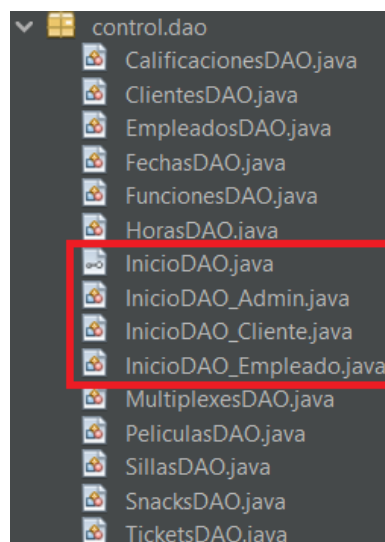 control.dao
CalificacionesDAO.java
ClientesDAO.java
EmpleadosDAO.java
FechasDAO.java
FuncionesDAO.java
HorasDAO.java
InicioDAO.java
InicioDAO_Admin.java
InicioDAO_Cliente.java
InicioDAO_Empleado.java
MultiplexesDAO.java
PeliculasDAO.java
SillasDAO.java
SnacksDAO.java
TicketsDAO.java